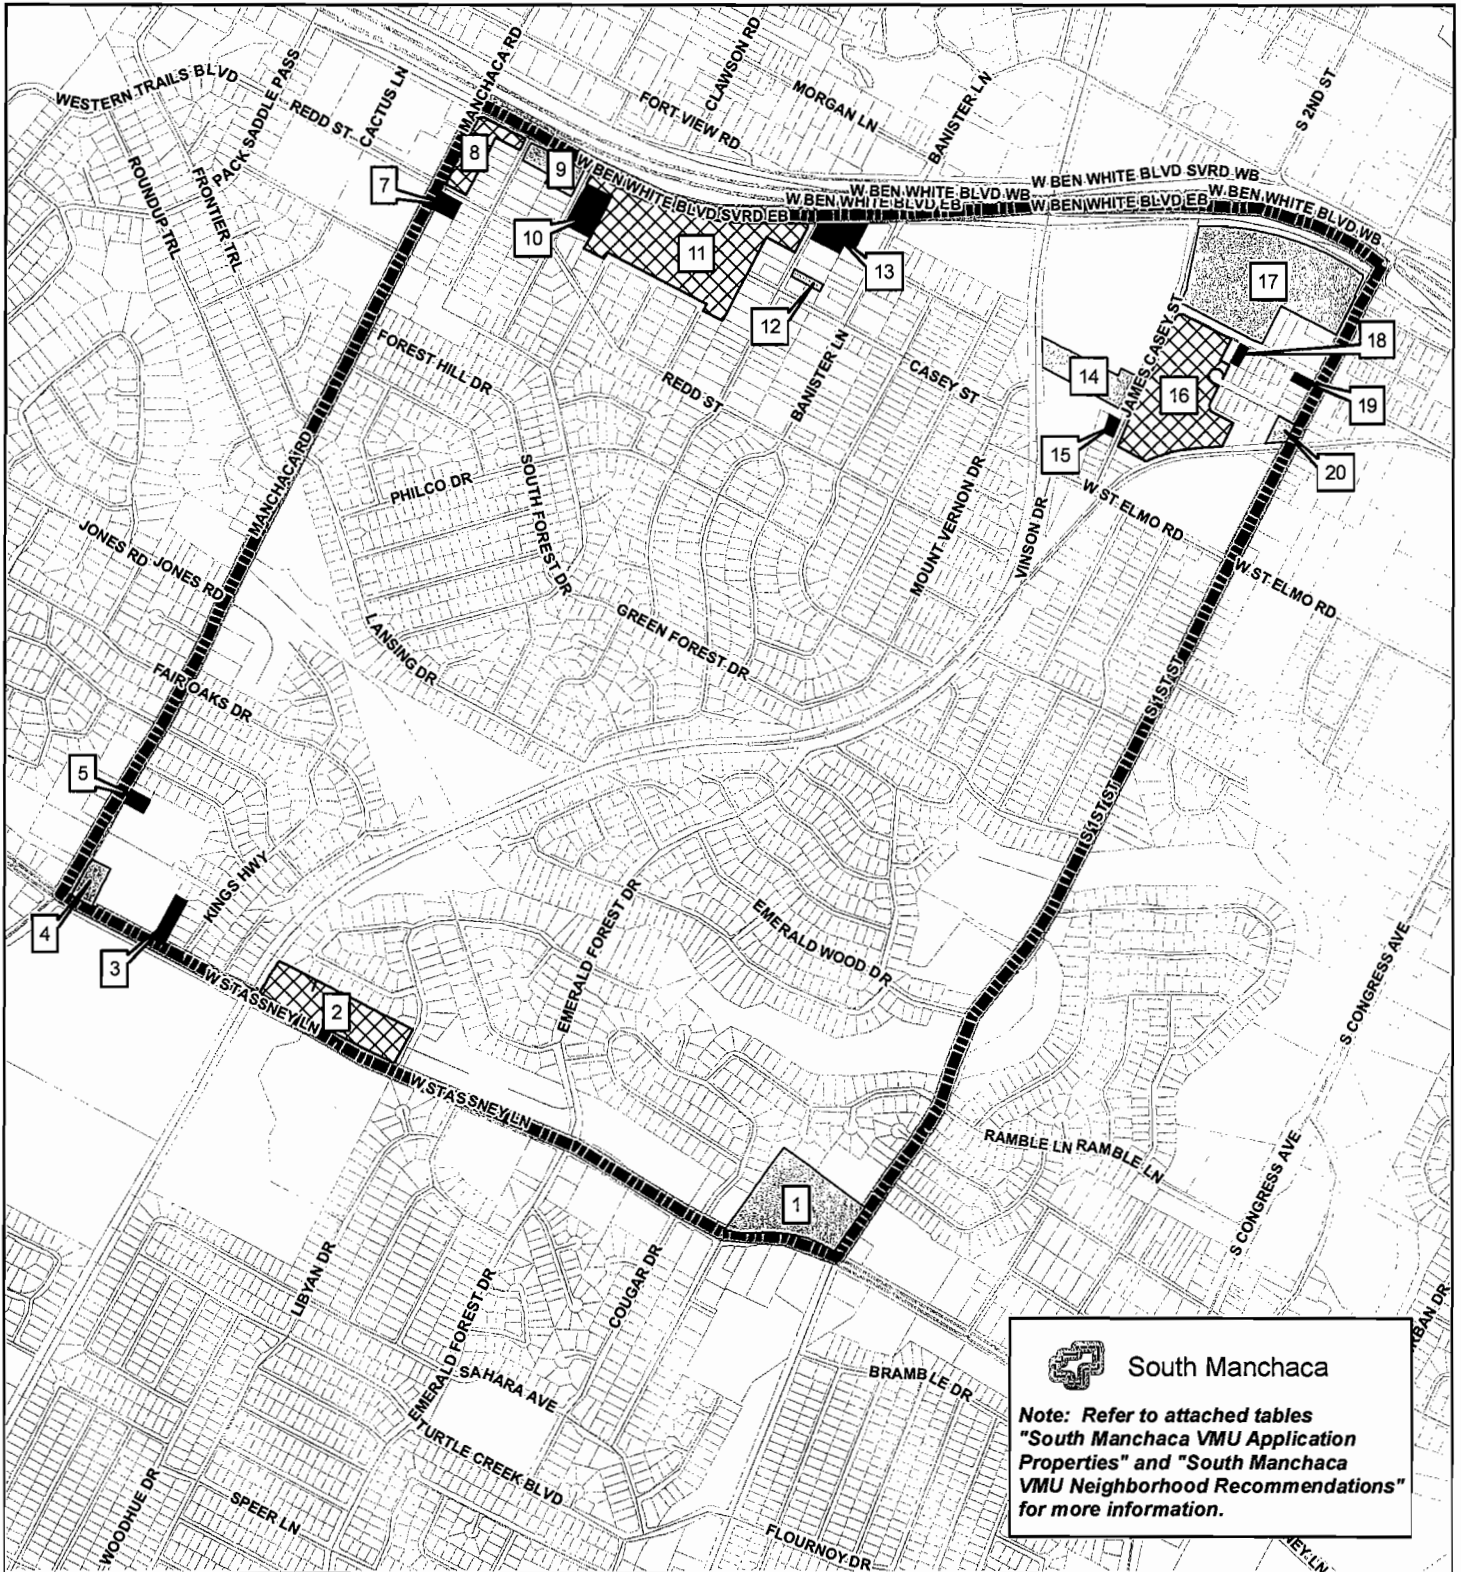 WESTERN TRAILS BLVD
REDD ST
PACK SADDLE PASS
CACTUS LN
MANCHACA RD
FORT VIEW RD
CLAWSON RD
MORGAN LN
BANISTER LN
S 2ND ST
ROUNDUP TRL
FRONTIER TRL
7
8
9
10
11
12
13
W BEN WHITE BLVD SVRD EB
W BEN WHITE BLVD WB
W BEN WHITE BLVD EB
W BEN WHITE BLVD SVRD WB
W BEN WHITE BLVD EB
W BEN WHITE BLVD WB
17
18
19
20
14
15
16
JAMES CASEY ST
FOREST HILL DR
REDD ST
BANISTER LN
CASEY ST
MANCHACA RD
PHILCO DR
SOUTH FOREST DR
MOUNT VERNON DR
VINSON DR
W ST ELMO RD
W ST ELMO RD
JONES RD
JONES RD
LANSING DR
GREEN FOREST DR
FAIR OAKS DR
S 1ST ST
S 1ST ST
5
4
3
KINGS HWY
2
W STASSNEY LN
W STASSNEY LN
EMERALD FOREST DR
EMERALD WOOD DR
S CONGRESS AVE
S CONGRESS AVE
RAMBLE LN
RAMBLE LN
1
LIBYAN DR
EMERALD FOREST DR
COUGAR DR
SAHARA AVE
TURTLE CREEK BLVD
WOODHUE DR
SPEER LN
BRAMBLE DR
FLOURNOY DR
RBAN DR
South Manchaca
Note: Refer to attached tables
"South Manchaca VMU Application
Properties" and "South Manchaca
VMU Neighborhood Recommendations"
for more information.
NEY LN